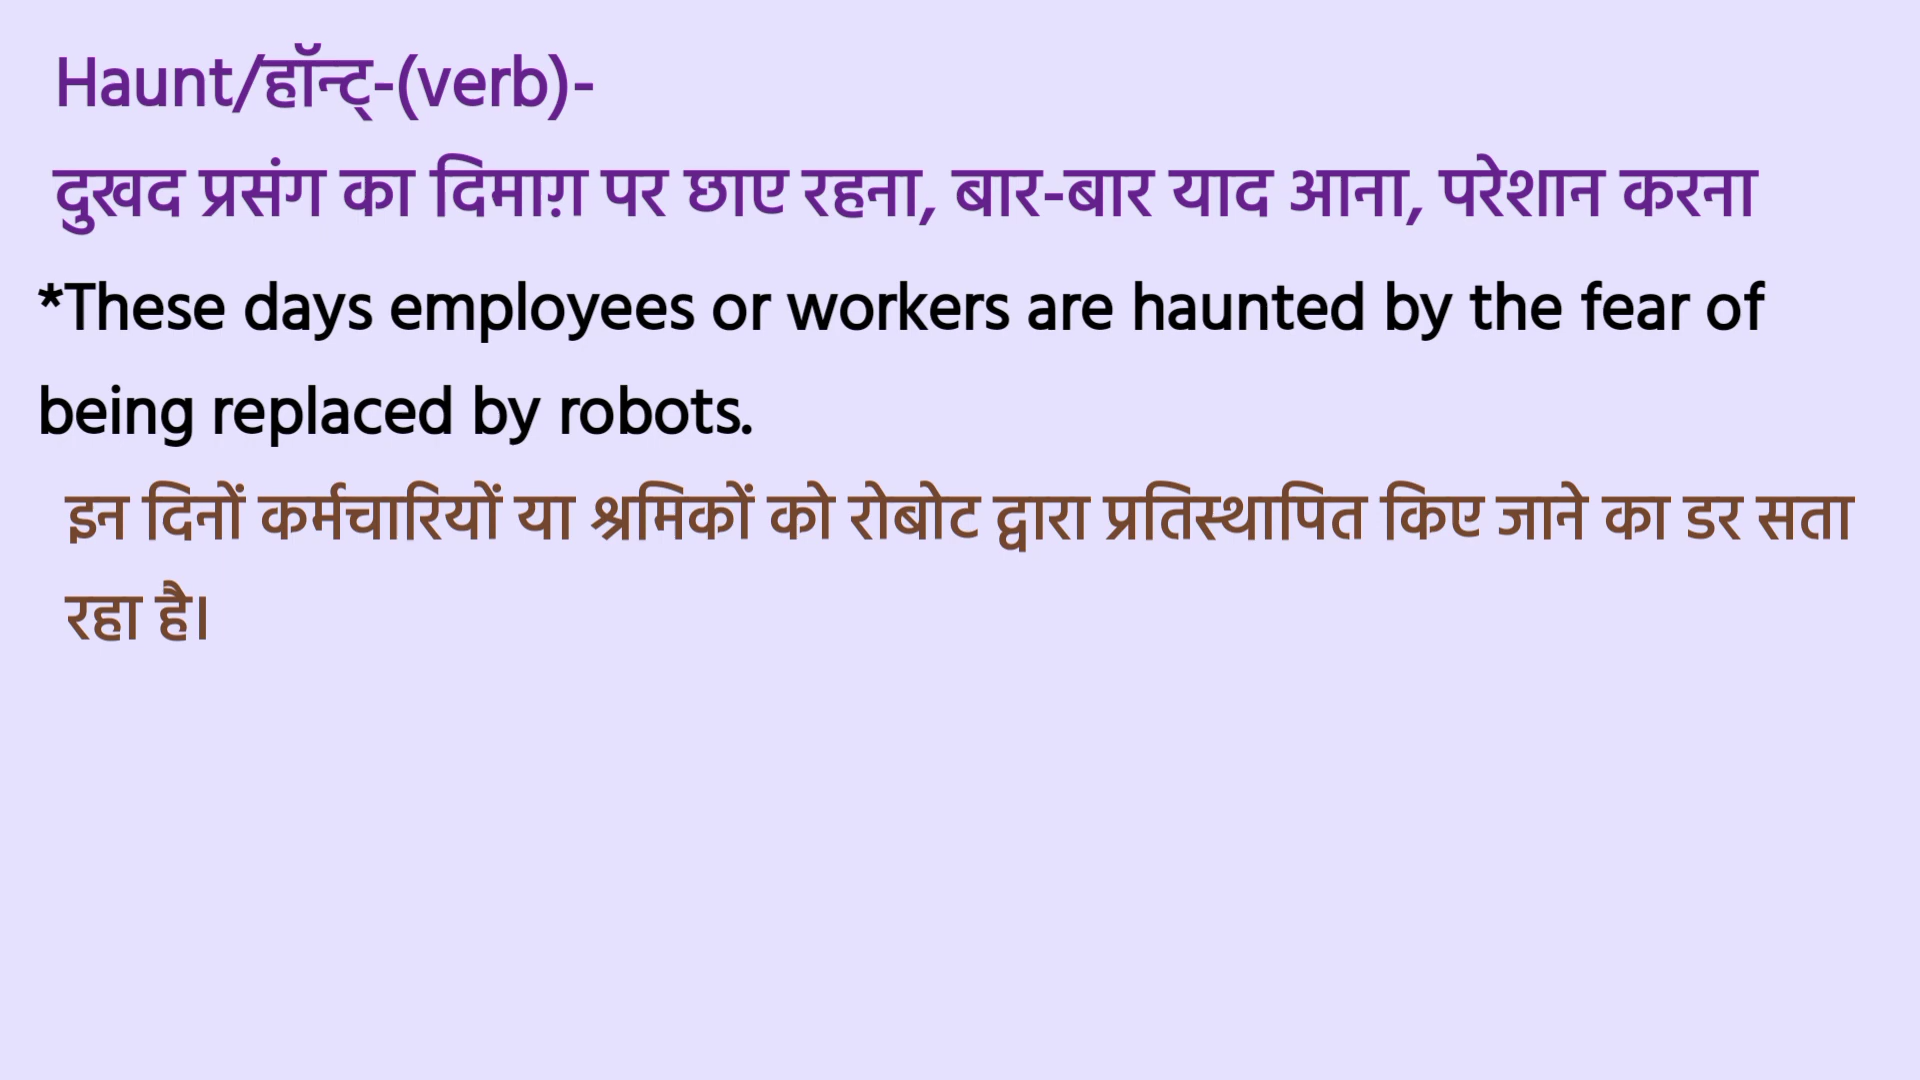 Haunt/हॉन्ट्-(verb)-
दुखद प्रसंग का दिमाग़ पर छाए रहना, बार-बार याद आना, परेशान करना
*These days employees or workers are haunted by the fear of
being replaced by robots.
इन दिनों कर्मचारियों या श्रमिकों को रोबोट द्वारा प्रतिस्थापित किए जाने का डर सता
रहा है।